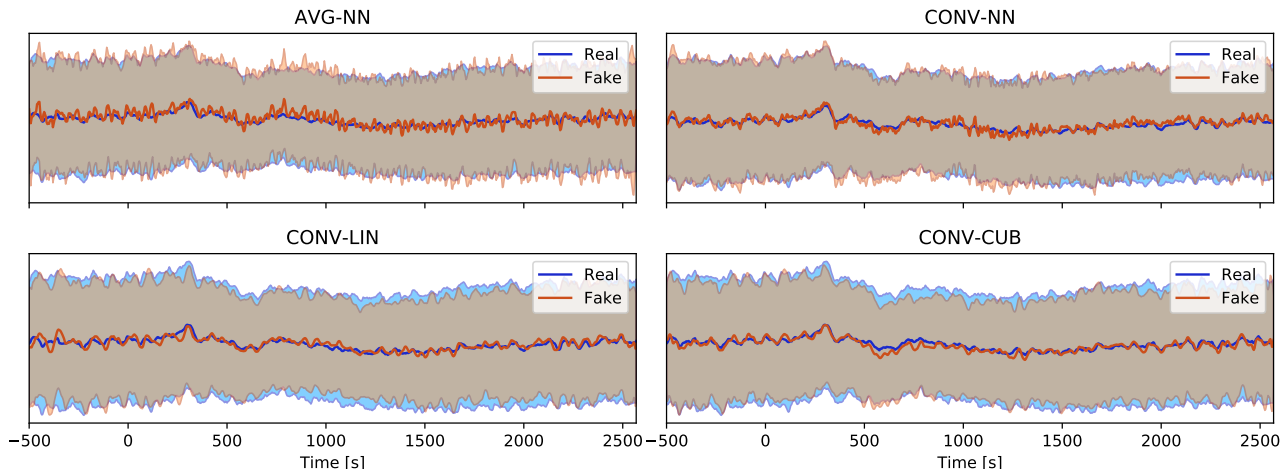 AVG-NN
CONV-NN
Real
Fake
Real
Fake
CONV-LIN
CONV-CUB
Real
Fake
Real
Fake
−500 0 500 1000 1500 2000 2500
−500 0 500 1000 1500 2000 2500
Time [s]
Time [s]